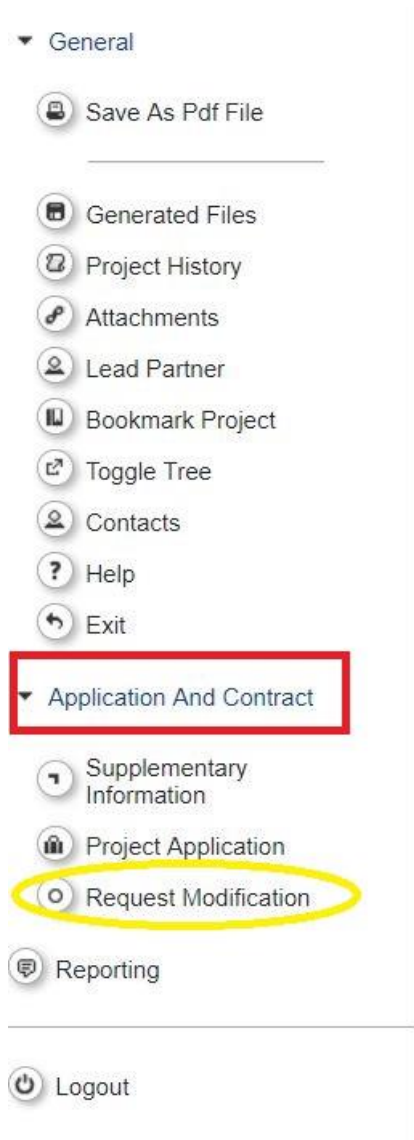 General
Save As Pdf File
Generated Files
Project History
Attachments
Lead Partner
Bookmark Project
Toggle Tree
Contacts
? Help
Exit
Application And Contract
Supplementary
Information
Project Application
Request Modification
Reporting
Logout